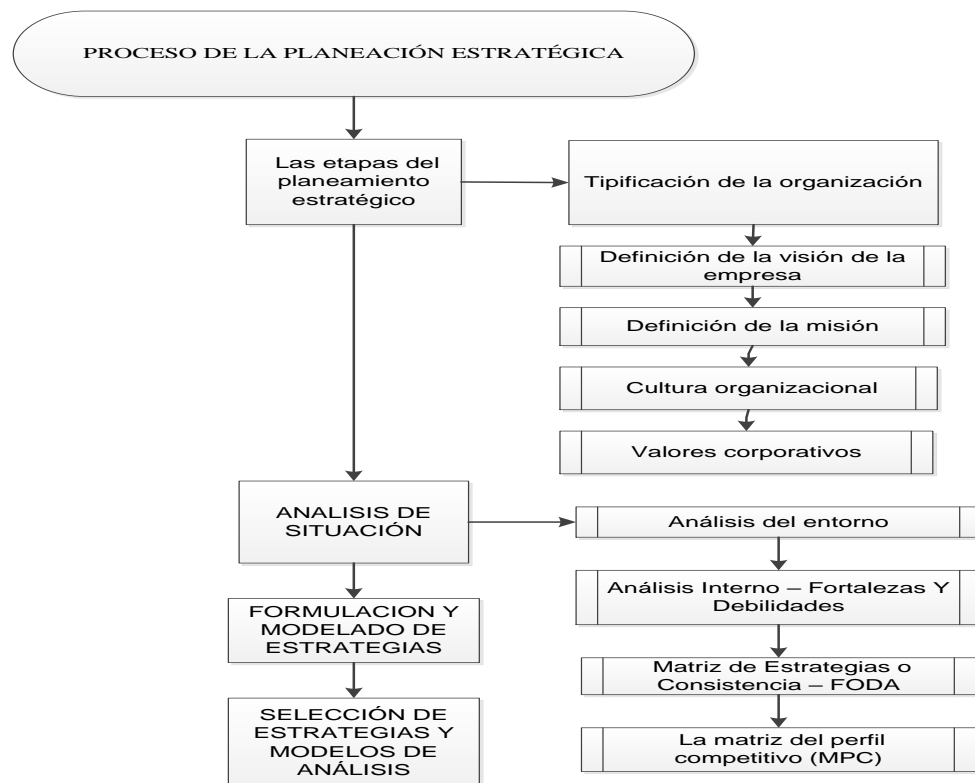 PROCESO DE LA PLANEACIÓN ESTRATÉGICA
Las etapas del
planeamiento
estratégico
Tipificación de la organización
Definición de la visión de la
empresa
Definición de la misión
Cultura organizacional
Valores corporativos
ANALISIS DE
SITUACIÓN
Análisis del entorno
Análisis Interno – Fortalezas Y
Debilidades
FORMULACION Y
MODELADO DE
ESTRATEGIAS
Matriz de Estrategias o
Consistencia – FODA
SELECCIÓN DE
ESTRATEGIAS Y
MODELOS DE
ANÁLISIS
La matriz del perfil
competitivo (MPC)